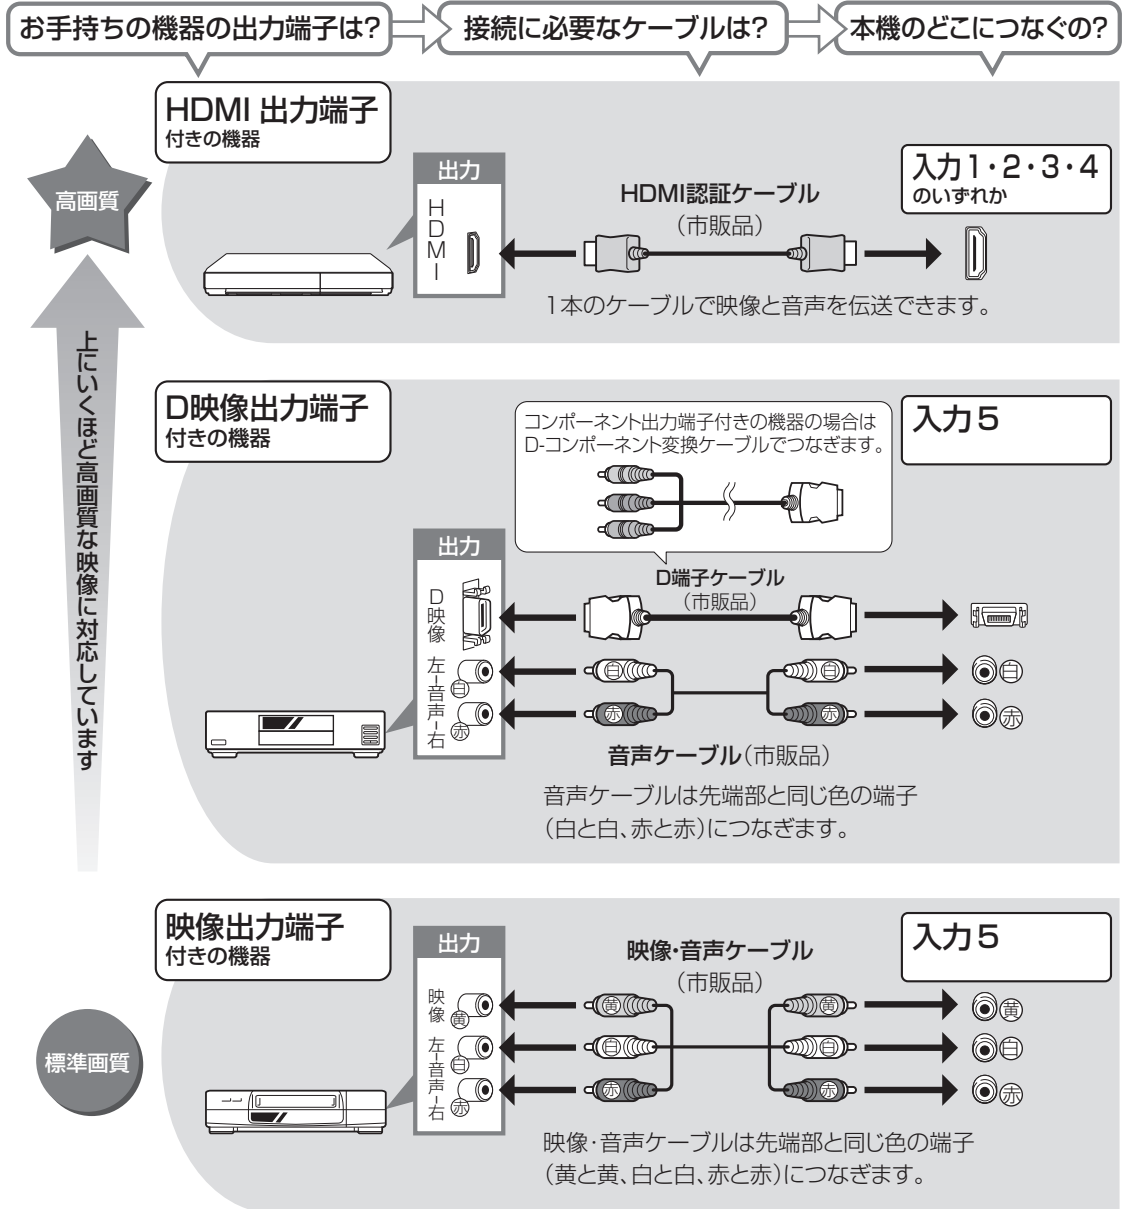 お手持ちの機器の出力端子は?
接続に必要なケーブルは?
本機のどこにつなぐの?
高画質
上にいくほど高画質な映像に対応しています
標準画質
HDMI 出力端子
付きの機器
出力
HDMI
HDMI認証ケーブル
(市販品)
1本のケーブルで映像と音声を伝送できます。
入力1・2・3・4
のいずれか
D映像出力端子
付きの機器
コンポーネント出力端子付きの機器の場合は
D-コンポーネント変換ケーブルでつなぎます。
入力5
出力
D映像
左-音声-右
白
赤
D端子ケーブル
(市販品)
白
白
白
赤
赤
赤
音声ケーブル(市販品)
音声ケーブルは先端部と同じ色の端子
(白と白、赤と赤)につなぎます。
映像出力端子
付きの機器
出力
映像
黄
左-音声-右
白
赤
映像・音声ケーブル
(市販品)
入力5
黄
黄
黄
白
白
白
赤
赤
赤
映像・音声ケーブルは先端部と同じ色の端子
(黄と黄、白と白、赤と赤)につなぎます。